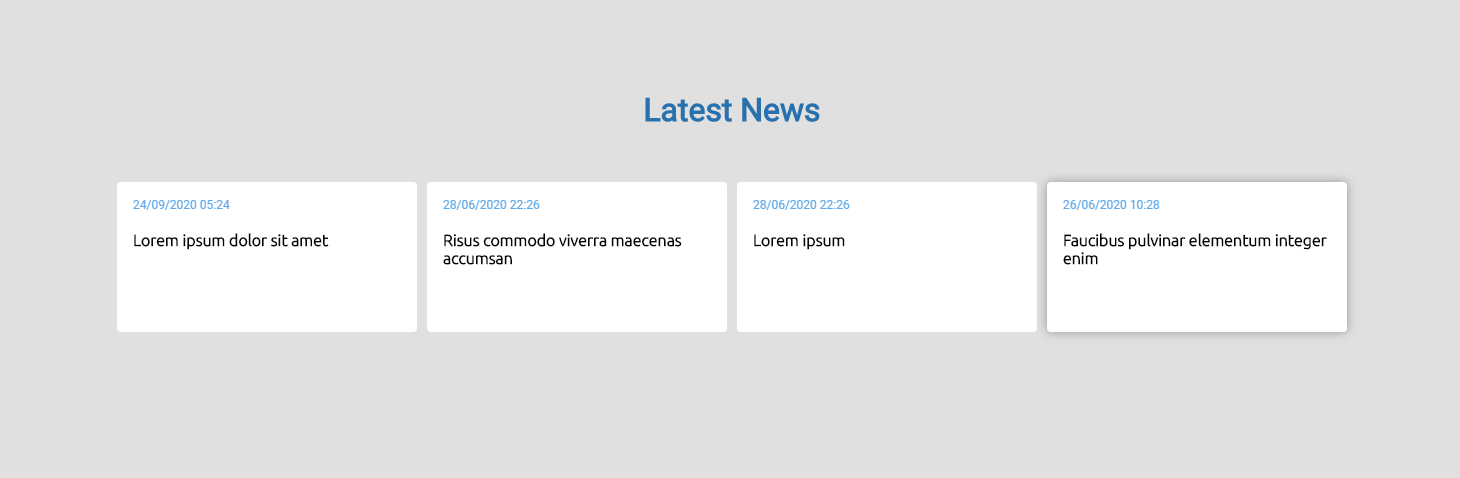 Latest News
24/09/2020 05:24
Lorem ipsum dolor sit amet
28/06/2020 22:26
Risus commodo viverra maecenas
accumsan
28/06/2020 22:26
Lorem ipsum
26/06/2020 10:28
Faucibus pulvinar elementum integer
enim